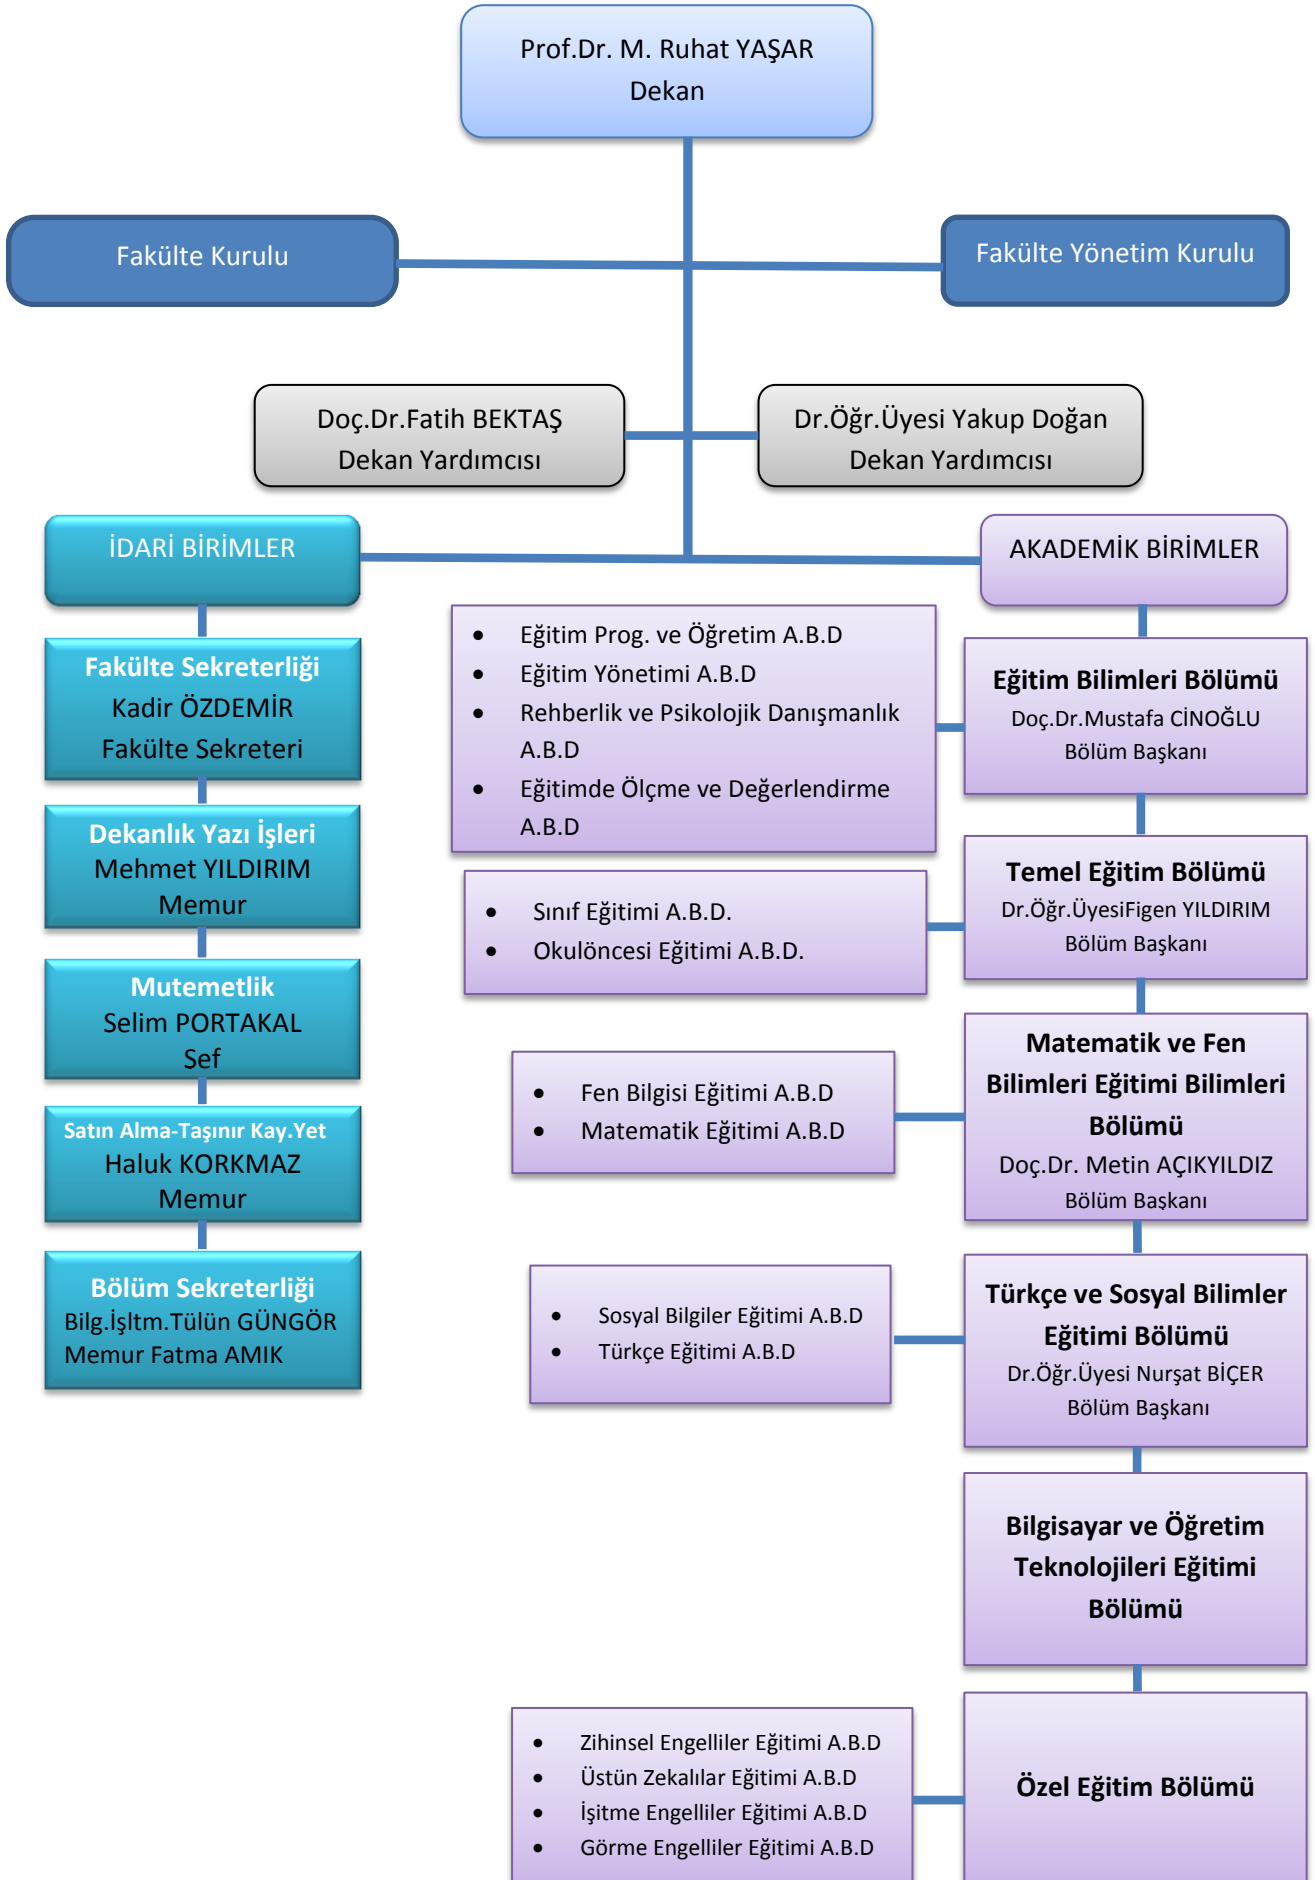 Prof.Dr. M. Ruhat YAŞAR
Dekan
Fakülte Kurulu
Fakülte Yönetim Kurulu
Doç.Dr.Fatih BEKTAŞ
Dekan Yardımcısı
Dr.Öğr.Üyesi Yakup Doğan
Dekan Yardımcısı
İDARİ BİRİMLER
Fakülte Sekreterliği
Kadir ÖZDEMİR
Fakülte Sekreteri
Dekanlık Yazı İşleri
Mehmet YILDIRIM
Memur
Mutemetlik
Selim PORTAKAL
Şef
Satın Alma-Taşınır Kay.Yet
Haluk KORKMAZ
Memur
Bölüm Sekreterliği
Bilg.İşltm.Tülün GÜNGÖR
Memur Fatma AMIK
AKADEMİK BİRİMLER
• Eğitim Prog. ve Öğretim A.B.D
• Eğitim Yönetimi A.B.D
• Rehberlik ve Psikolojik Danışmanlık
A.B.D
• Eğitimde Ölçme ve Değerlendirme
A.B.D
Eğitim Bilimleri Bölümü
Doç.Dr.Mustafa CİNOĞLU
Bölüm Başkanı
• Sınıf Eğitimi A.B.D.
• Okulöncesi Eğitimi A.B.D.
Temel Eğitim Bölümü
Dr.Öğr.ÜyesiFigen YILDIRIM
Bölüm Başkanı
• Fen Bilgisi Eğitimi A.B.D
• Matematik Eğitimi A.B.D
Matematik ve Fen
Bilimleri Eğitimi Bilimleri
Bölümü
Doç.Dr. Metin AÇIKYILDIZ
Bölüm Başkanı
• Sosyal Bilgiler Eğitimi A.B.D
• Türkçe Eğitimi A.B.D
Türkçe ve Sosyal Bilimler
Eğitimi Bölümü
Dr.Öğr.Üyesi Nurşat BİÇER
Bölüm Başkanı
Bilgisayar ve Öğretim
Teknolojileri Eğitimi
Bölümü
• Zihinsel Engelliler Eğitimi A.B.D
• Üstün Zekalılar Eğitimi A.B.D
• İşitme Engelliler Eğitimi A.B.D
• Görme Engelliler Eğitimi A.B.D
Özel Eğitim Bölümü